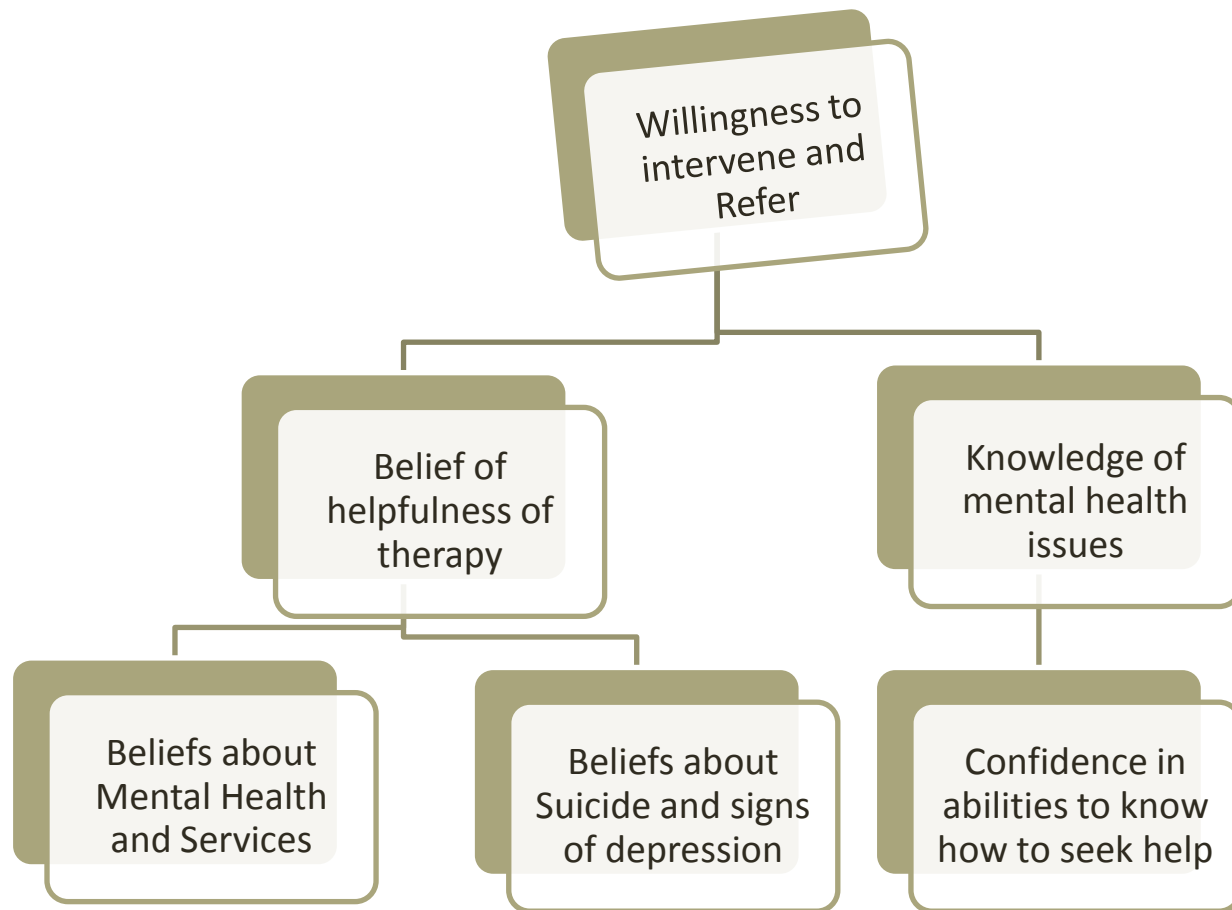 Willingness to
intervene and
Refer
Belief of
helpfulness of
therapy
Knowledge of
mental health
issues
Beliefs about
Mental Health
and Services
Beliefs about
Suicide and signs
of depression
Confidence in
abilities to know
how to seek help